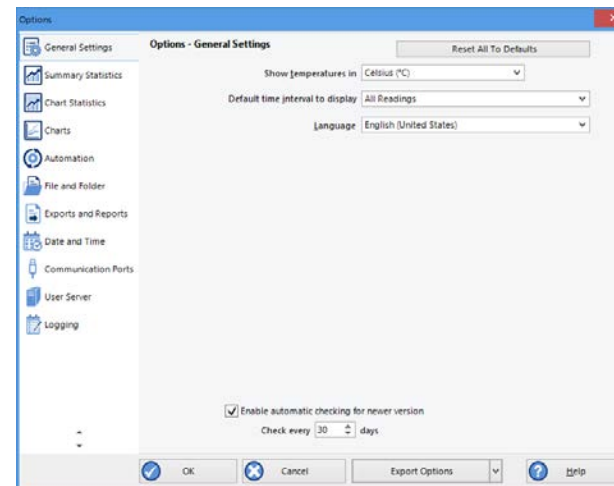 Options
General Settings
Summary Statistics
Chart Statistics
Charts
Automation
File and Folder
Exports and Reports
Date and Time
Communication Ports
User Server
Logging
Options - General Settings
Reset All To Defaults
Show temperatures in Celsius (°C)
Default time interval to display All Readings
Language English (United States)
Enable automatic checking for newer version
Check every 30 days
OK Cancel Export Options Help